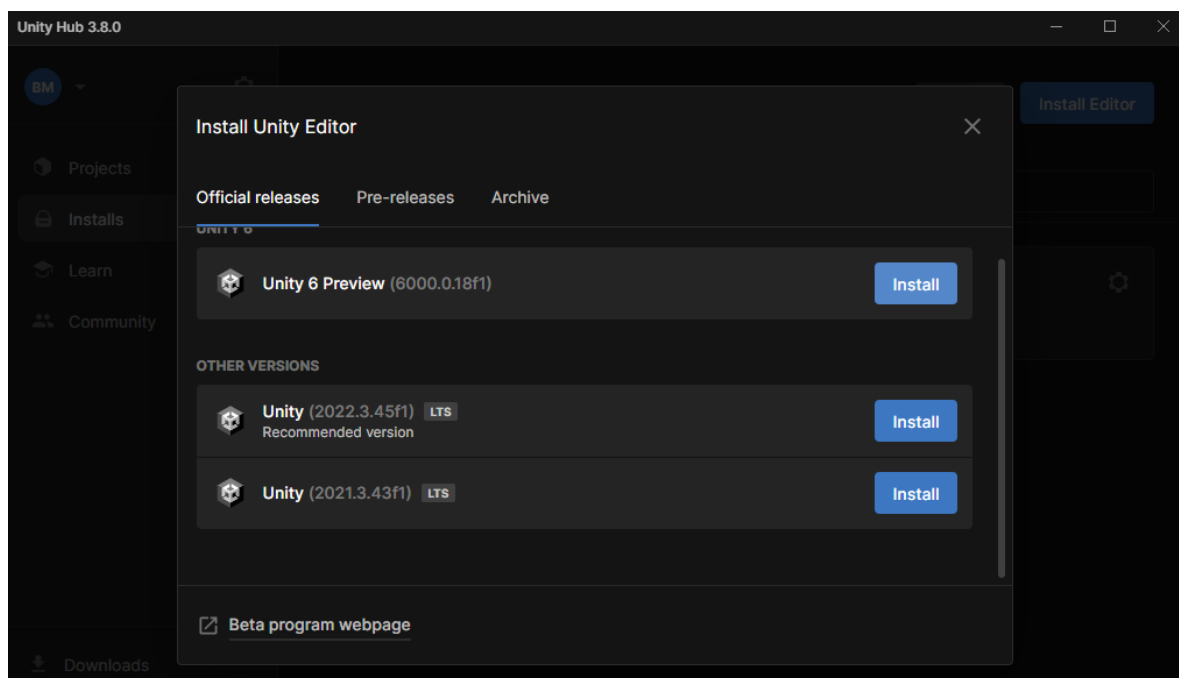 Unity Hub 3.8.0
BM
Install Editor
Install Unity Editor
Projects
Official releases Pre-releases Archive
Installs
UNITY 6
Learn
Unity 6 Preview (6000.0.18f1) Install
Community
OTHER VERSIONS
Unity (2022.3.45f1) LTS
Recommended version
Install
Unity (2021.3.43f1) LTS Install
Beta program webpage
Downloads